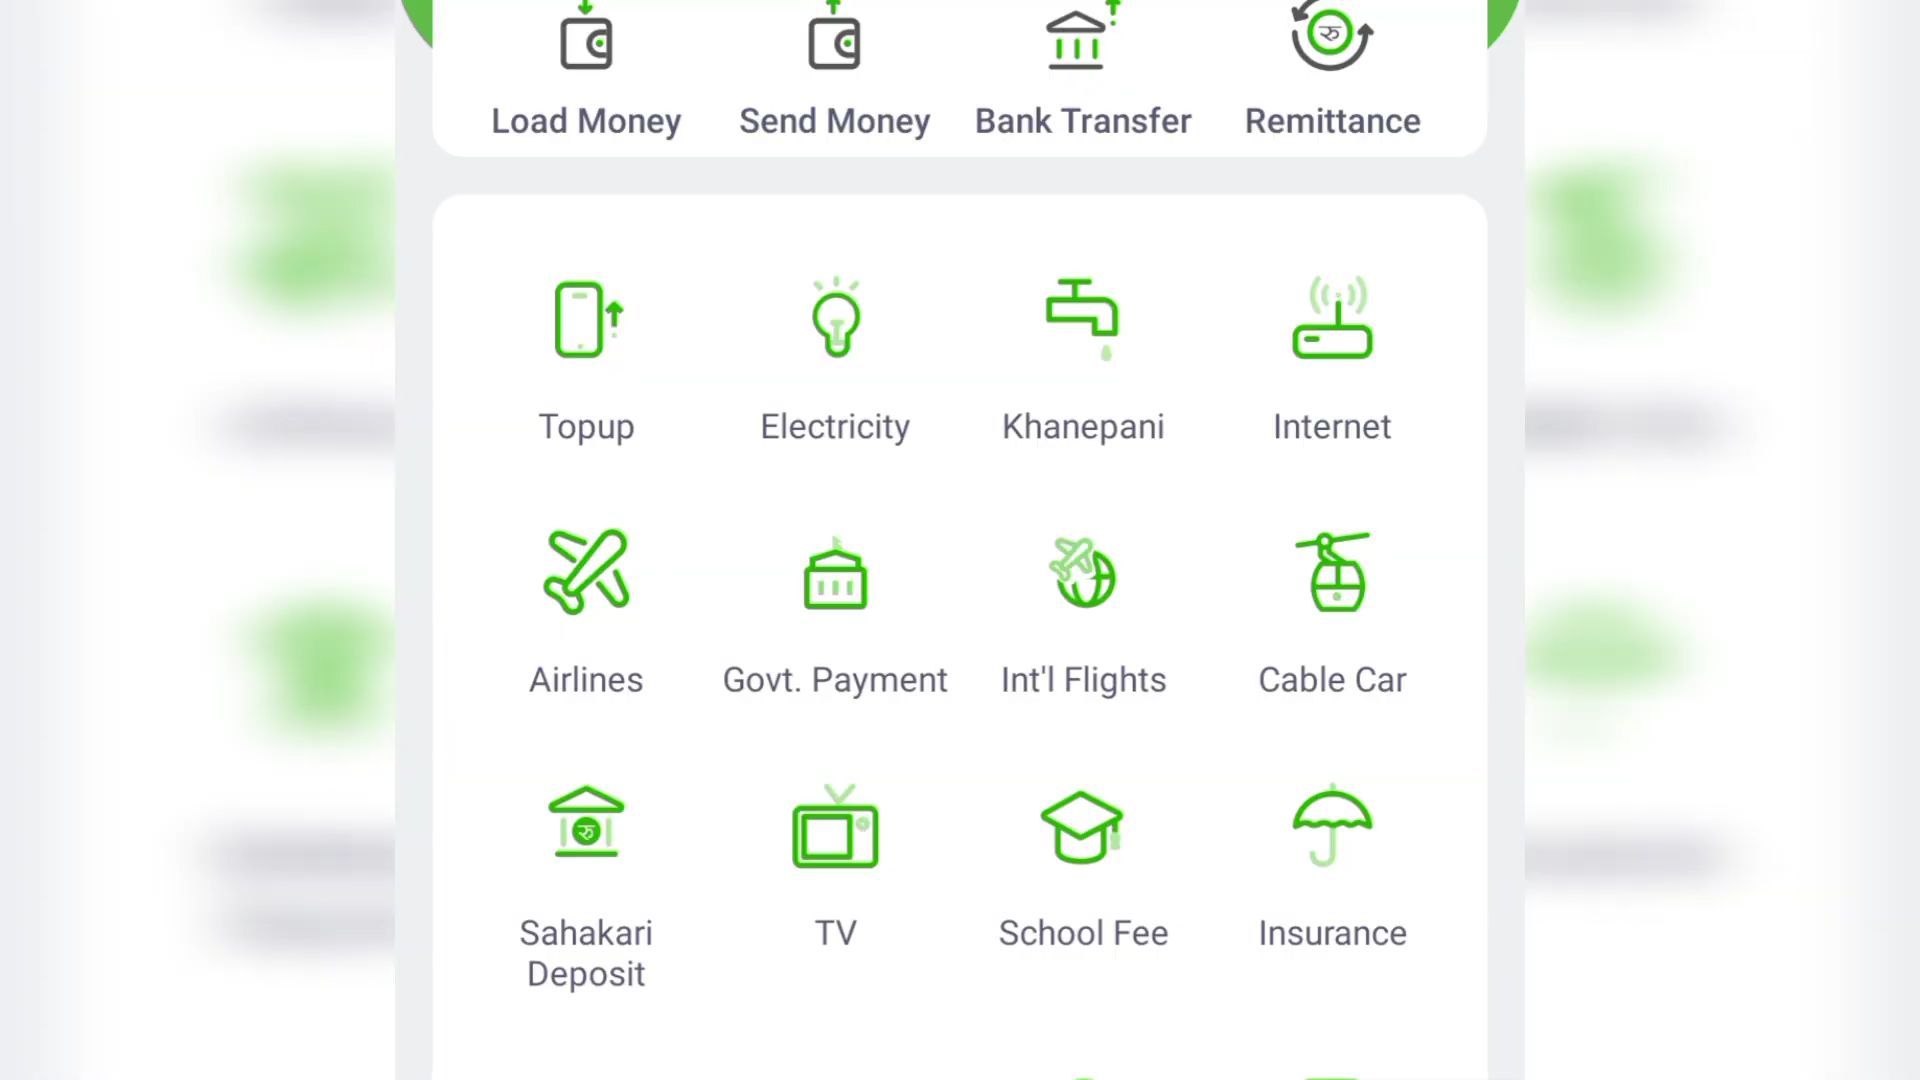 रु
Load Money Send Money Bank Transfer Remittance
Topup Electricity Khanepani Internet
Airlines Govt. Payment Int'l Flights Cable Car
रु
Sahakari TV School Fee Insurance
Deposit